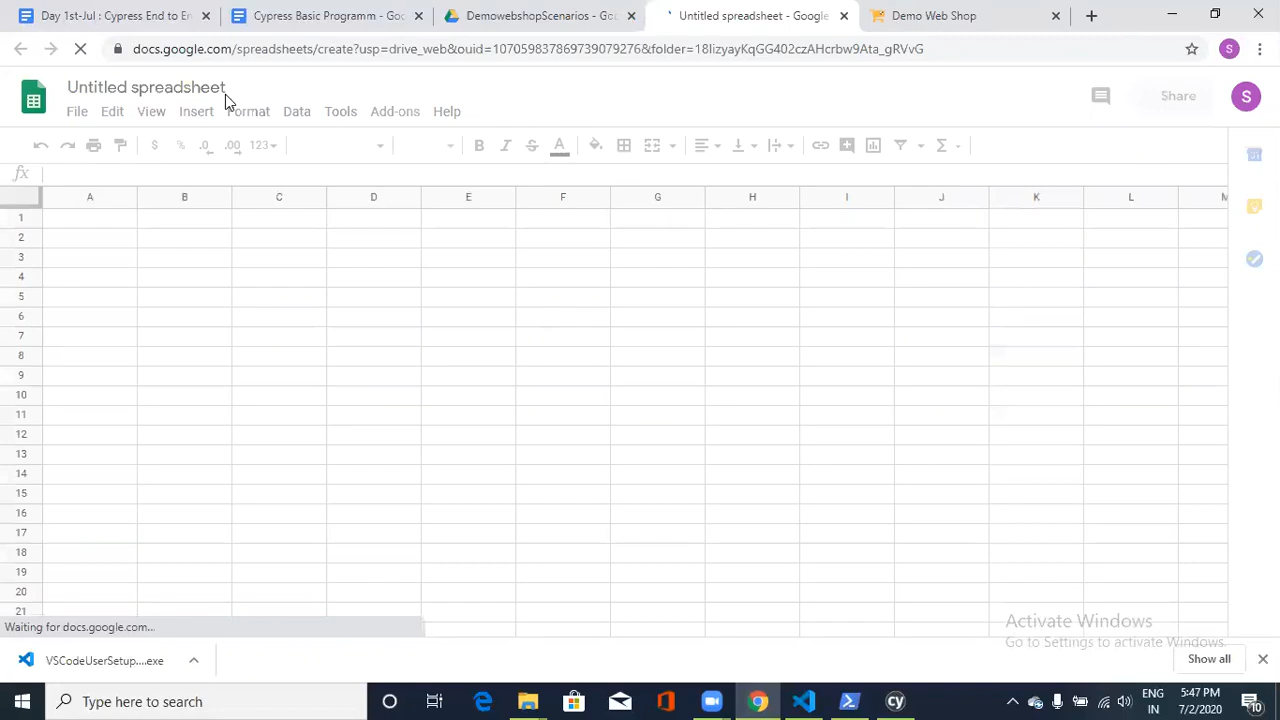 Day 1st-Jul : Cypress End to E
Cypress Basic Programm - Go
DemowebshopScenarios - Go
Untitled spreadsheet - Google
Demo Web Shop
docs.google.com/spreadsheets/create?usp=drive_web&ouid=107059837869739079276&folder=18lizyayKqGG402czAHcrbw9Ata_gRVvG
S
Untitled spreadsheet
File Edit View Insert Format Data Tools Add-ons Help
Share
S
$ % .0 .00 123 B I S A Σ
fx
A B C D E F G H I J K L M
1
2
3
4
5
6
7
8
9
10
11
12
13
14
15
16
17
18
19
20
21
Waiting for docs.google.com...
Activate Windows
Go to Settings to activate Windows.
VSCodeUserSetup....exe
Show all
Type here to search
cy
ENG
IN
5:47 PM
7/2/2020
10